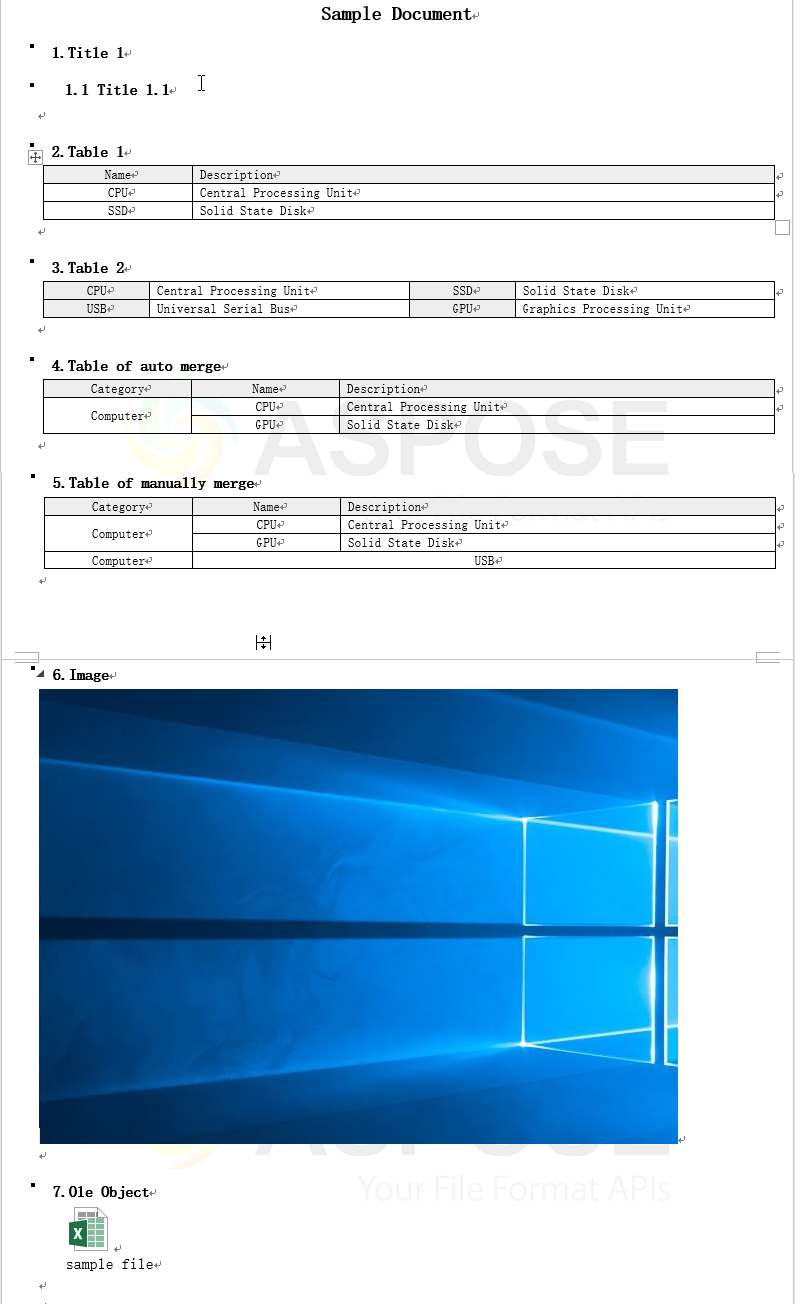 Sample Document
1.Title 1
1.1 Title 1.1
2.Table 1
Name Description
CPU Central Processing Unit
SSD Solid State Disk
3.Table 2
CPU Central Processing Unit SSD Solid State Disk
USB Universal Serial Bus GPU Graphics Processing Unit
4.Table of auto merge
Category Name Description
Computer CPU Central Processing Unit
GPU Solid State Disk
ASPOSE
5.Table of manually merge
Category Name Description
Computer CPU Central Processing Unit
GPU Solid State Disk
Computer USB
6.Image
ASPOSE
Your File Format APIs
7.Ole Object
X
sample file